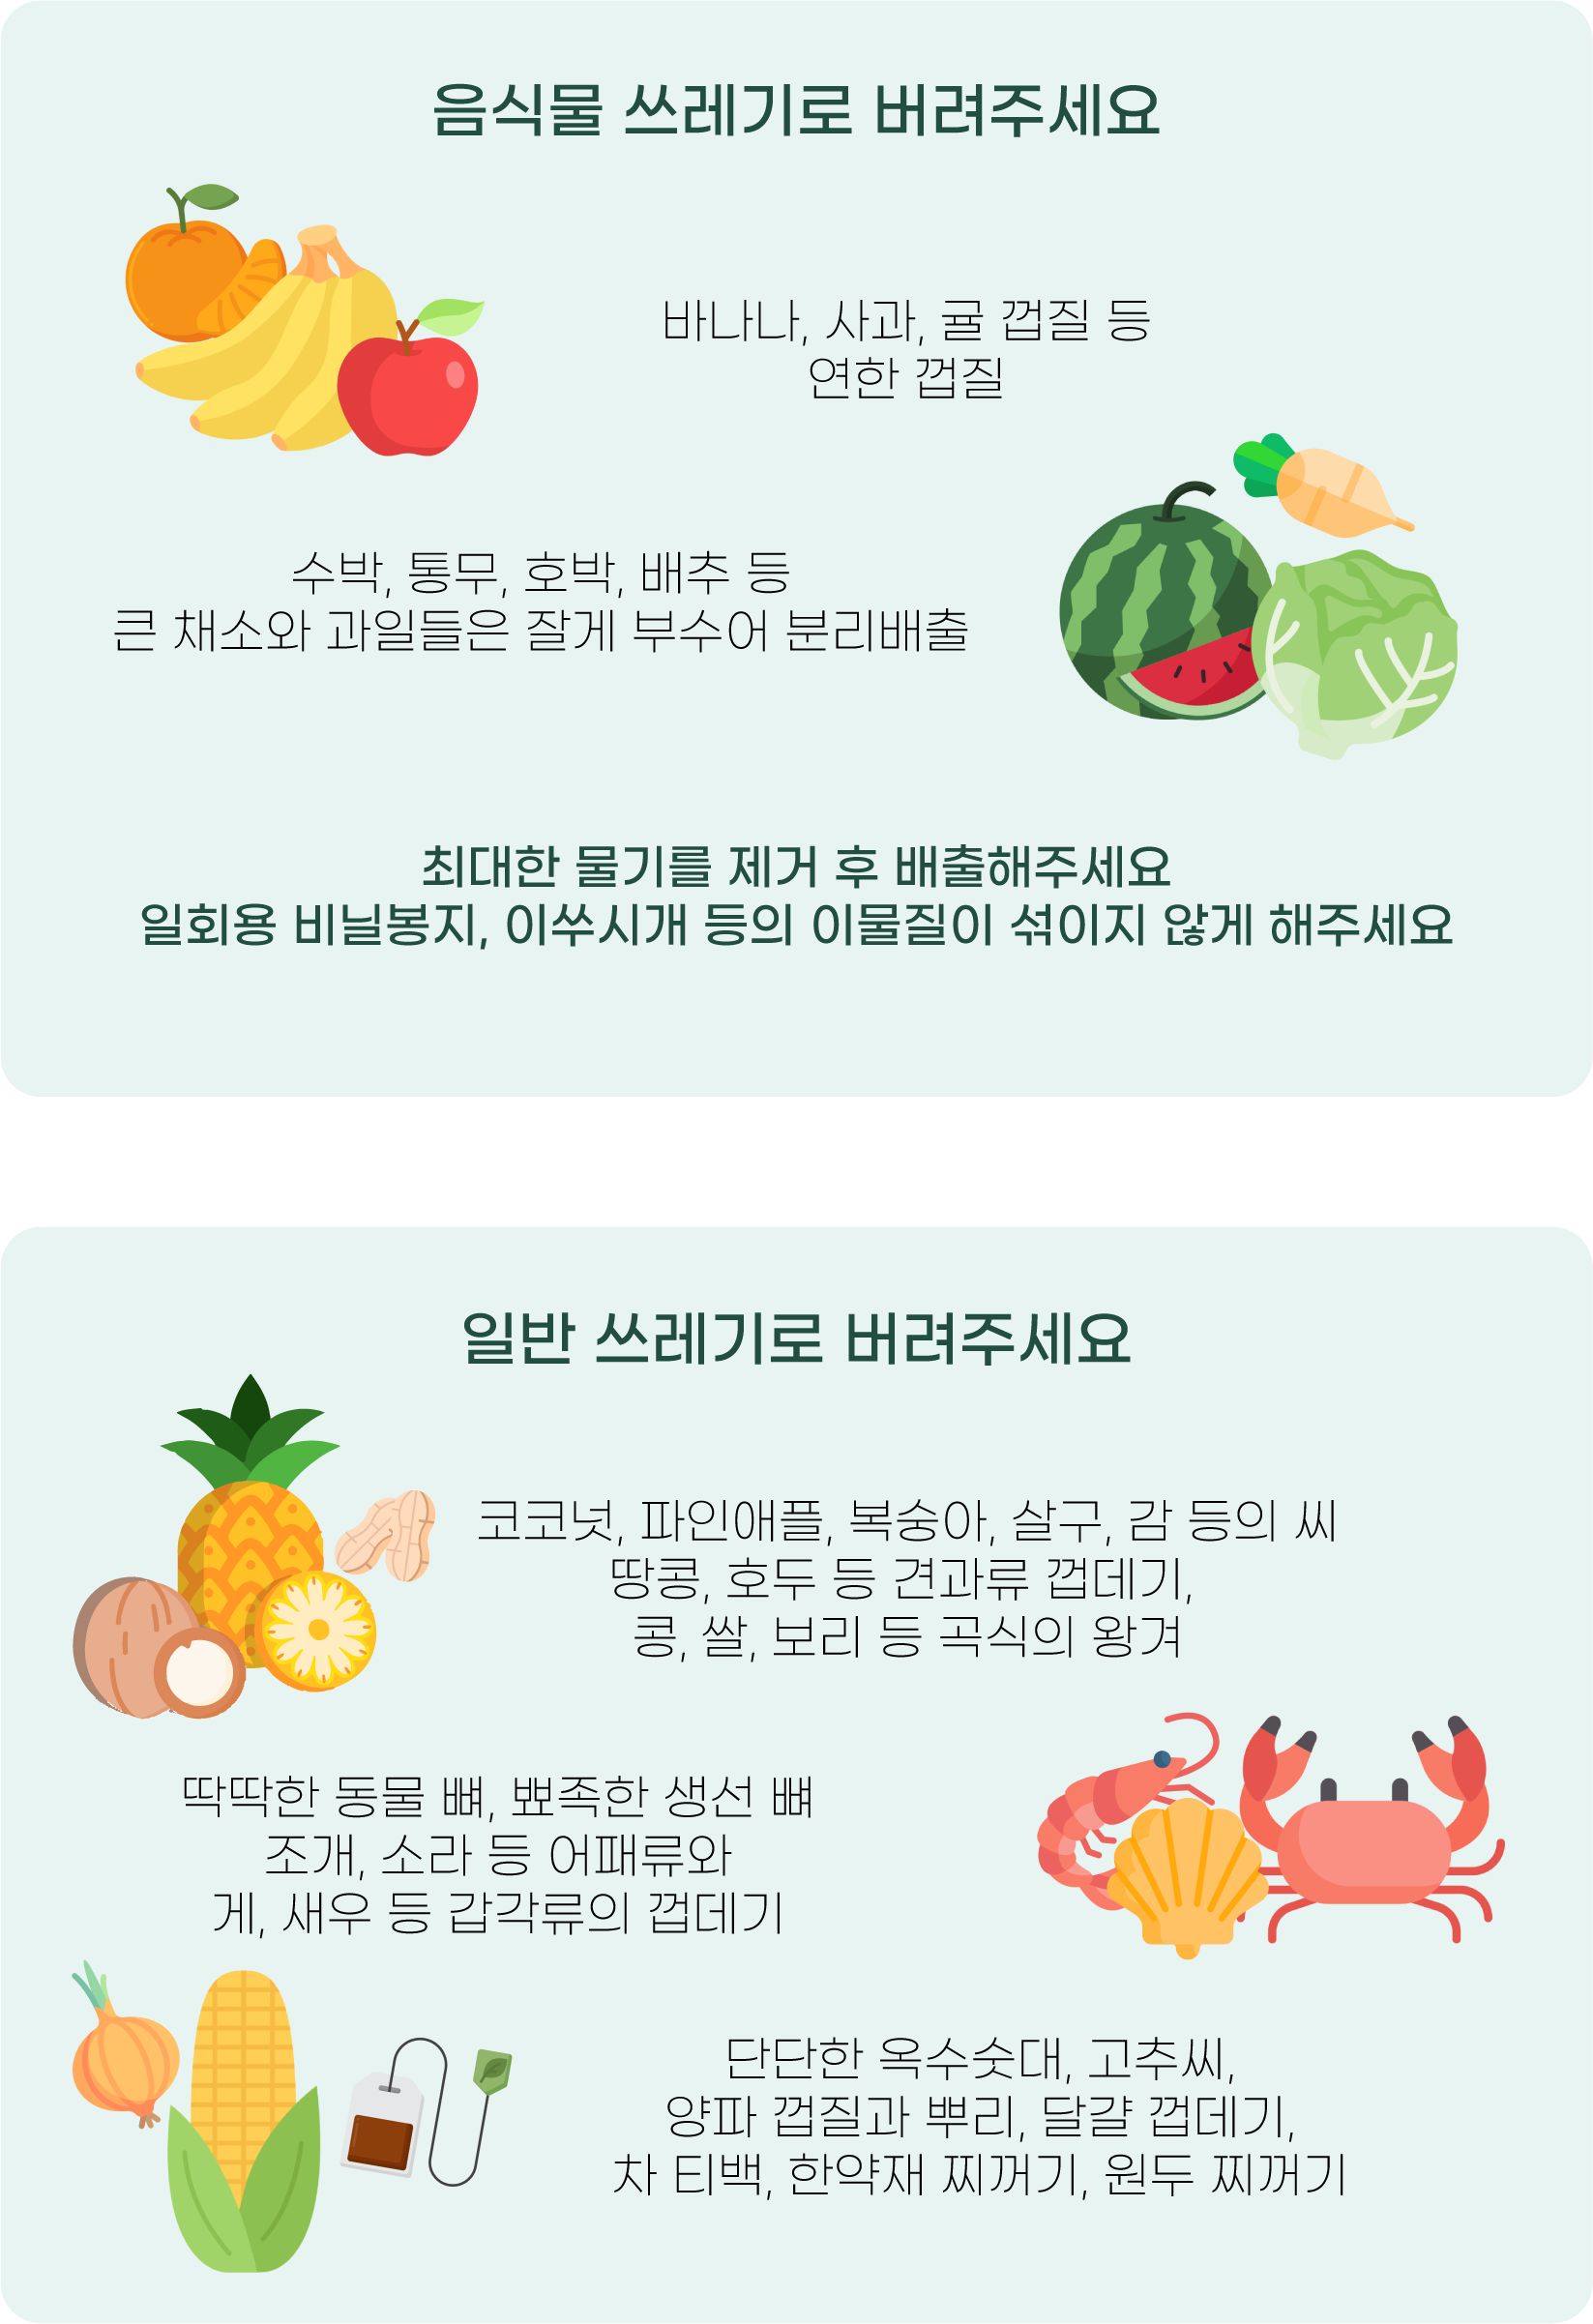 음식물 쓰레기로 버려주세요
바나나, 사과, 귤 껍질 등
연한 껍질
수박, 통무, 호박, 배추 등
큰 채소와 과일들은 잘게 부수어 분리배출
최대한 물기를 제거 후 배출해주세요
일회용 비닐봉지, 이쑤시개 등의 이물질이 섞이지 않게 해주세요
일반 쓰레기로 버려주세요
코코넛, 파인애플, 복숭아, 살구, 감 등의 씨
땅콩, 호두 등 견과류 껍데기,
콩, 쌀, 보리 등 곡식의 왕겨
딱딱한 동물 뼈, 뾰족한 생선 뼈
조개, 소라 등 어패류와
게, 새우 등 갑각류의 껍데기
단단한 옥수숫대, 고추씨,
양파 껍질과 뿌리, 달걀 껍데기,
차 티백, 한약재 찌꺼기, 원두 찌꺼기